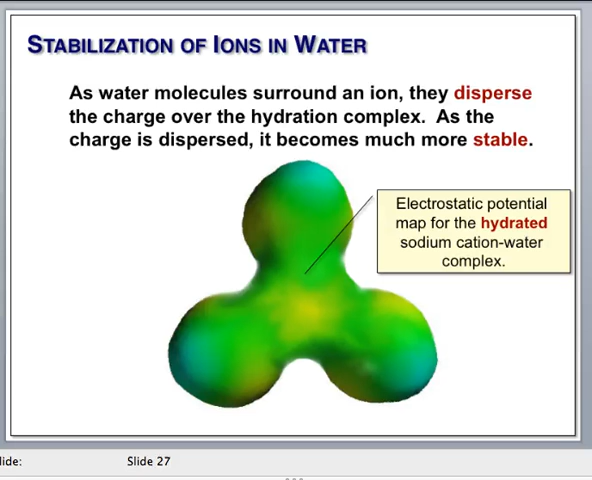 STABILIZATION OF IONS IN WATER
As water molecules surround an ion, they disperse
the charge over the hydration complex. As the
charge is dispersed, it becomes much more stable.
Electrostatic potential
map for the hydrated
sodium cation-water
complex.
lide: Slide 27